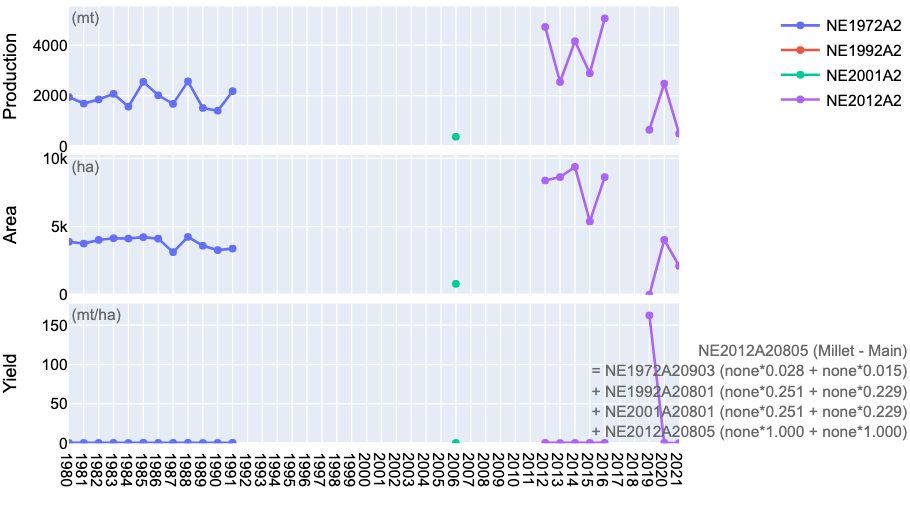 (mt)
Production
4000
2000
0
NE1972A2
NE1992A2
NE2001A2
NE2012A2
(ha)
Area
10k
5k
0
(mt/ha)
Yield
150
100
50
0
NE2012A20805 (Millet - Main)
= NE1972A20903 (none*0.028 + none*0.015)
+ NE1992A20801 (none*0.251 + none*0.229)
+ NE2001A20801 (none*0.251 + none*0.229)
+ NE2012A20805 (none*1.000 + none*1.000)
1980
1981
1982
1983
1984
1985
1986
1987
1988
1989
1990
1991
1992
1993
1994
1995
1996
1997
1998
1999
2000
2001
2002
2003
2004
2005
2006
2007
2008
2009
2010
2011
2012
2013
2014
2015
2016
2017
2018
2019
2020
2021